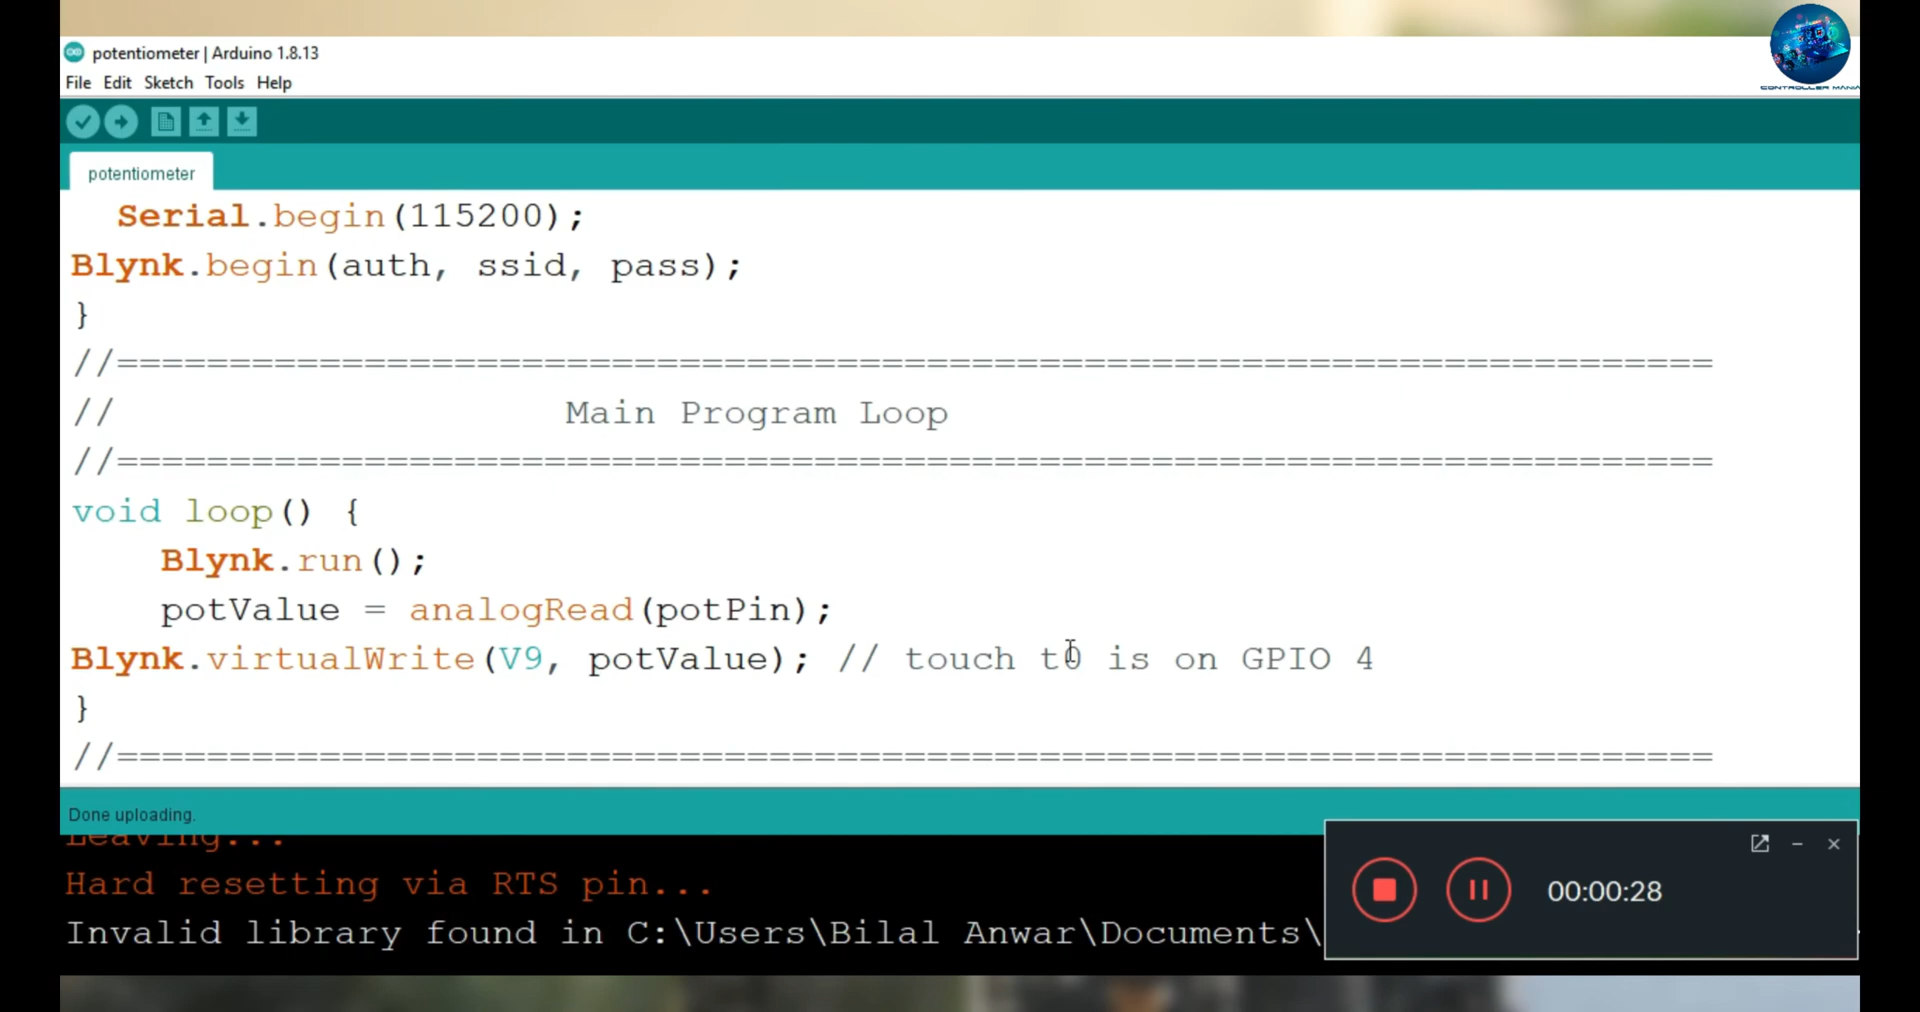 CONTROLLER MANIA
potentiometer | Arduino 1.8.13
File Edit Sketch Tools Help
potentiometer
Serial.begin(115200);
Blynk.begin(auth, ssid, pass);
}
//=======================================================================
// Main Program Loop
//=======================================================================
void loop() {
Blynk.run();
potValue = analogRead(potPin);
Blynk.virtualWrite(V9, potValue); // touch t0 is on GPIO 4
}
//=======================================================================
Done uploading.
Leaving...
Hard resetting via RTS pin...
Invalid library found in C:\Users\Bilal Anwar\Documents\
00:00:28